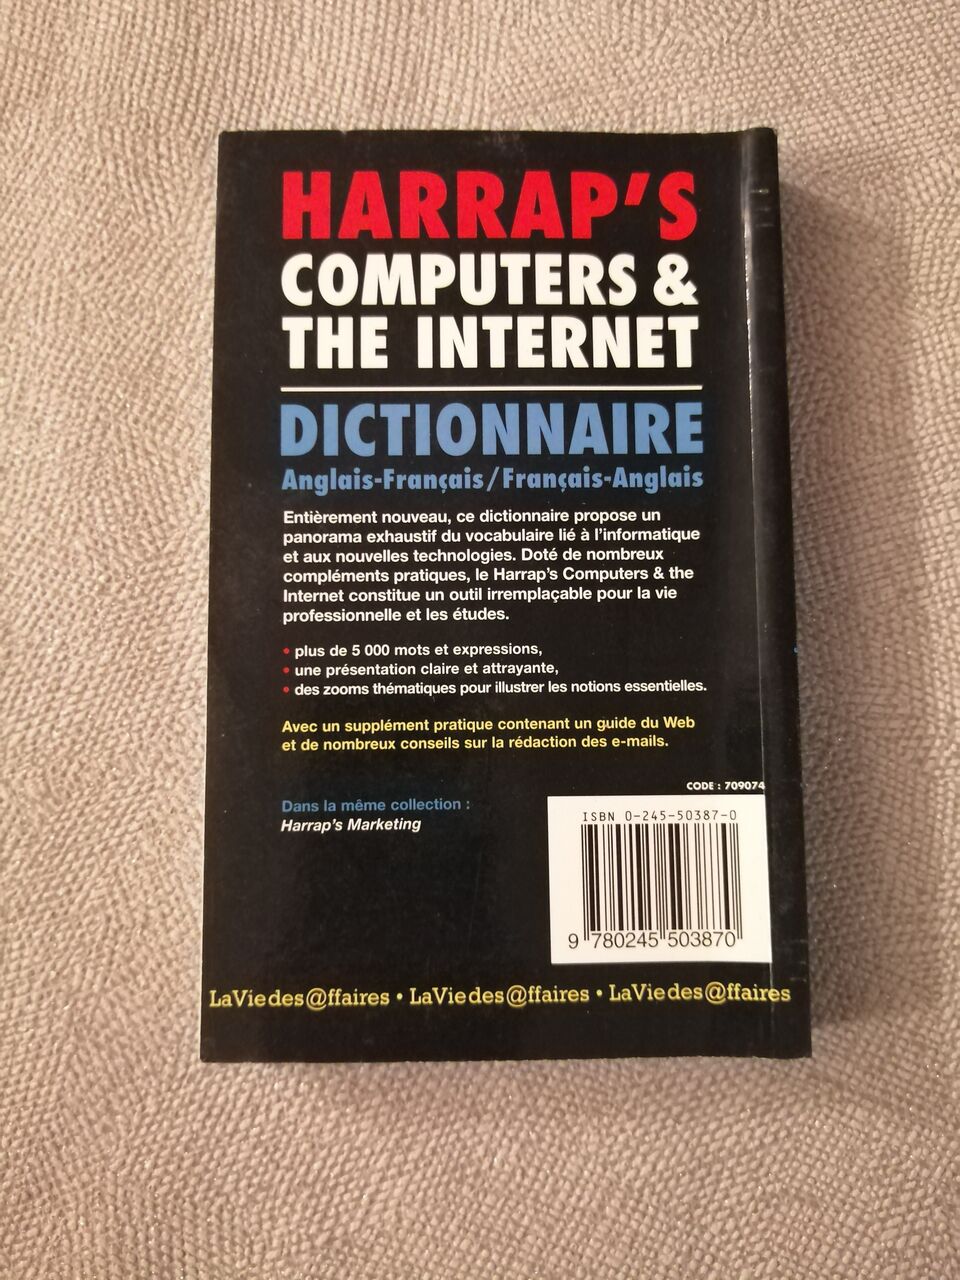 HARRAP'S
COMPUTERS &
THE INTERNET
DICTIONNAIRE
Anglais-Français/Français-Anglais
Entièrement nouveau, ce dictionnaire propose un
panorama exhaustif du vocabulaire lié à l'informatique
et aux nouvelles technologies. Doté de nombreux
compléments pratiques, le Harrap's Computers & the
Internet constitue un outil irremplaçable pour la vie
professionnelle et les études.
• plus de 5 000 mots et expressions,
• une présentation claire et attrayante,
• des zooms thématiques pour illustrer les notions essentielles.
Avec un supplément pratique contenant un guide du Web
et de nombreux conseils sur la rédaction des e-mails.
CODE : 709074
Dans la même collection :
Harrap's Marketing
ISBN 0-245-50387-0
9 780245 503870
LaViedes@ffaires • LaViedes@ffaires • LaViedes@ffaires